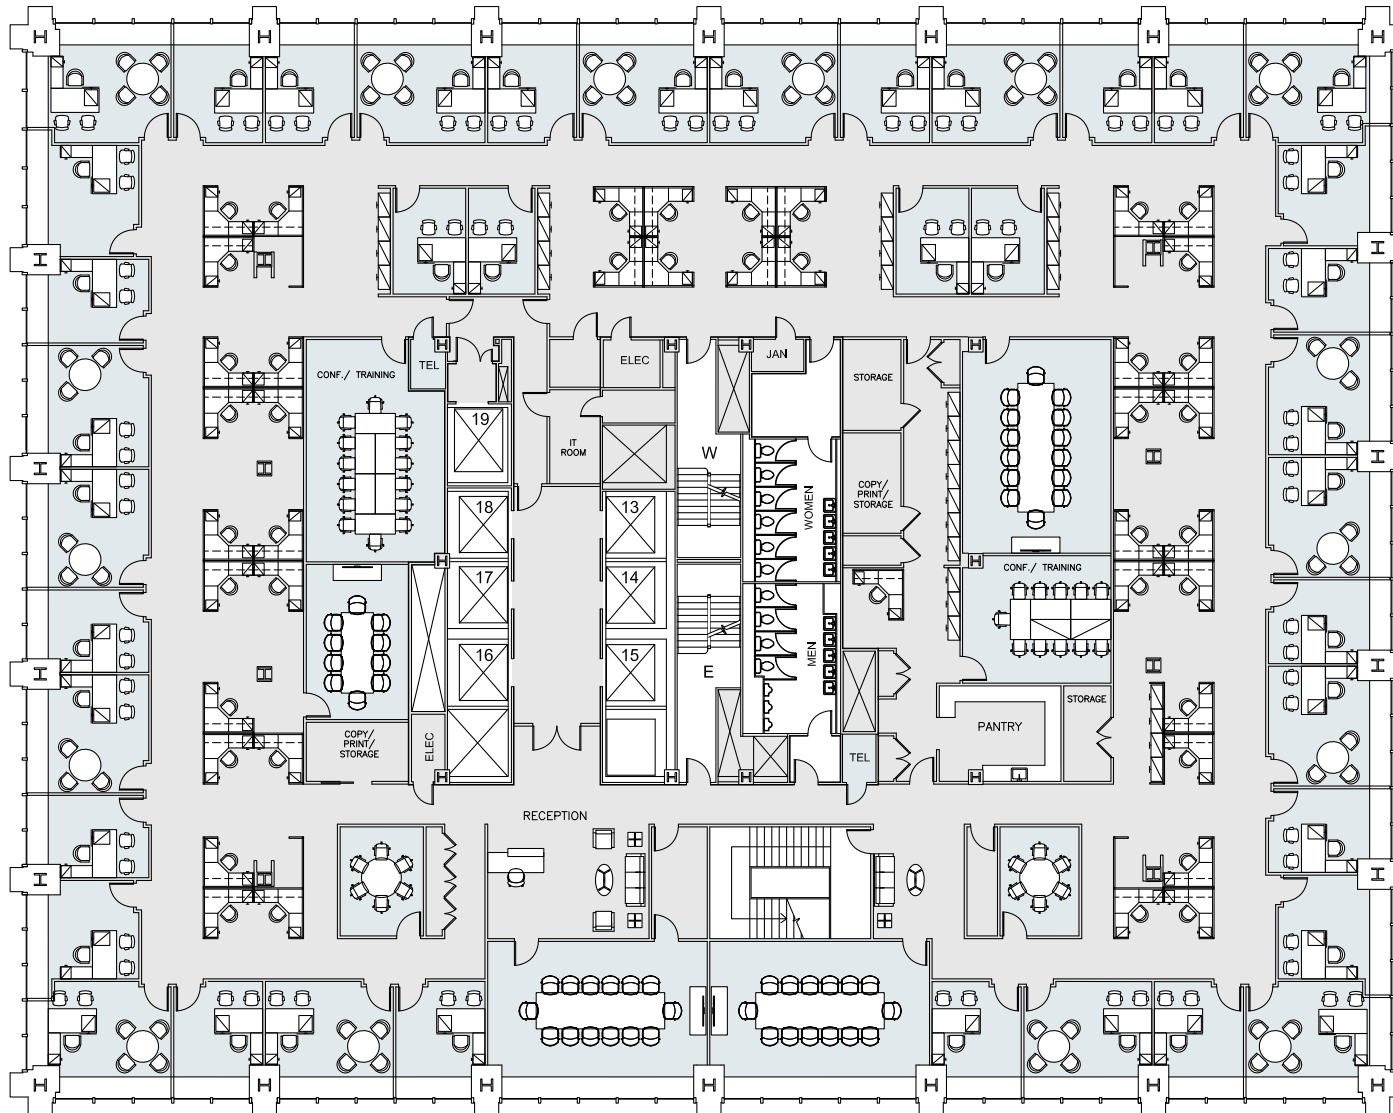 ELEC
JAN
CONF./ TRAINING
TEL
STORAGE
19
IT
ROOM
W
18
13
WOMEN
COPY/
PRINT/
STORAGE
17
14
CONF./ TRAINING
16
15
MEN
E
STORAGE
PANTRY
COPY/
PRINT/
STORAGE
ELEC
TEL
RECEPTION